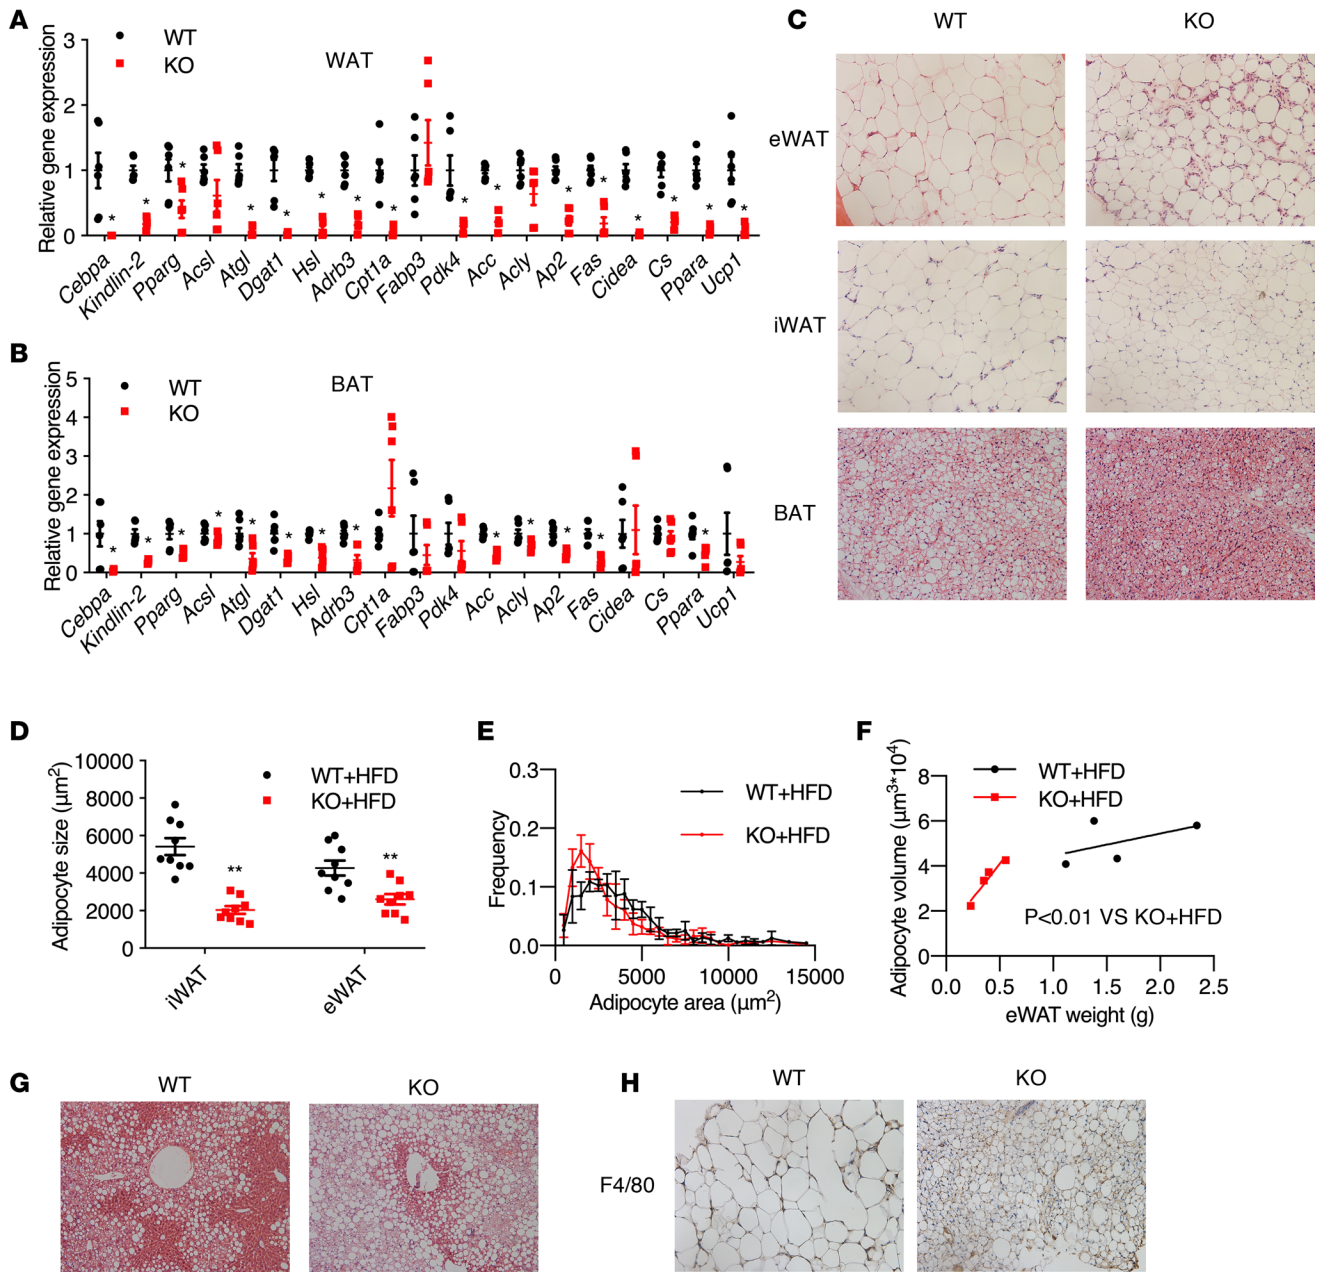 A
WT
KO
WAT
Relative gene expression
3
2
1
0
* * * * * * * * * * * * * * * *
Cebpa Kindlin-2 Pparg Acsl Atgl Dgat1 Hsl Adrb3 Cpt1a Fabp3 Pdk4 Acc Acly Ap2 Fas Cidea Cs Ppara Ucp1
B
WT
KO
BAT
Relative gene expression
5
4
3
2
1
0
* * * * * * * * * * * * *
Cebpa Kindlin-2 Pparg Acsl Atgl Dgat1 Hsl Adrb3 Cpt1a Fabp3 Pdk4 Acc Acly Ap2 Fas Cidea Cs Ppara Ucp1
C
WT KO
eWAT
iWAT
BAT
D
Adipocyte size (µm²)
10000
8000
6000
4000
2000
0
WT+HFD
KO+HFD
** **
iWAT eWAT
E
Frequency
0.3
0.2
0.1
0.0
WT+HFD
KO+HFD
0 5000 10000 15000
Adipocyte area (µm²)
F
Adipocyte volume (µm³*10⁴)
8
6
4
2
0
WT+HFD
KO+HFD
P<0.01 VS KO+HFD
0.0 0.5 1.0 1.5 2.0 2.5
eWAT weight (g)
G
WT KO
H
WT KO
F4/80